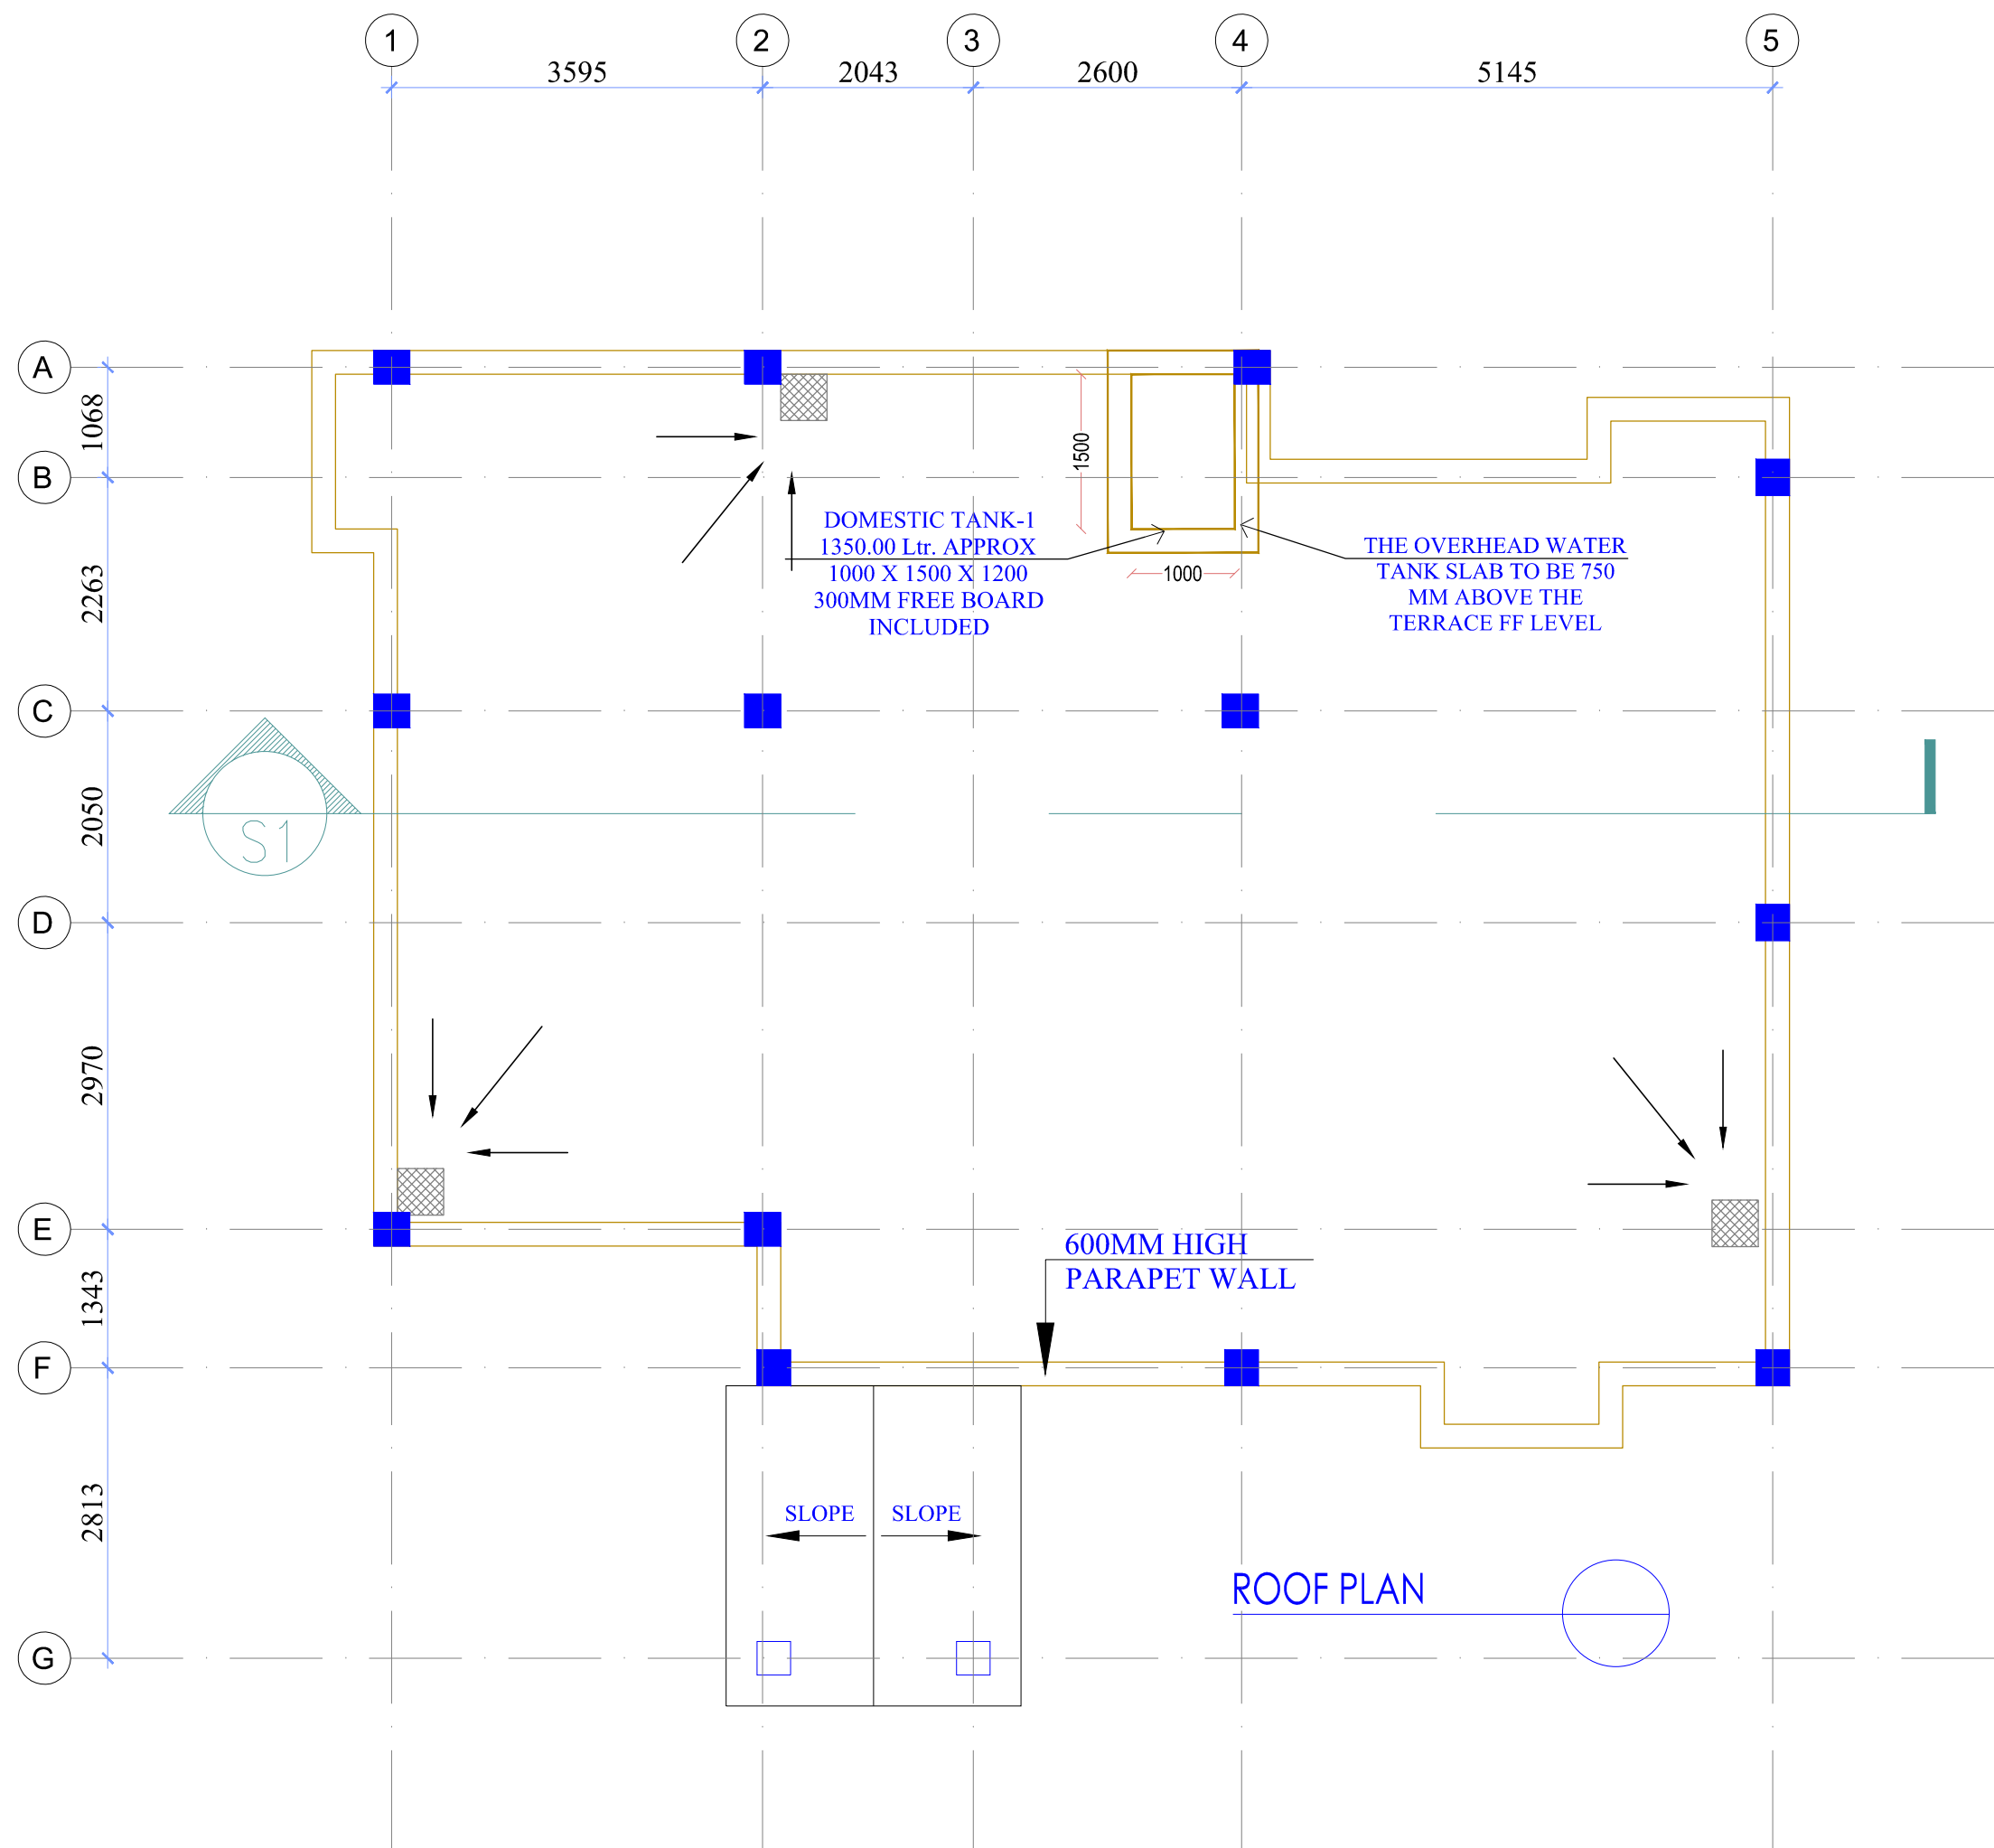 1 2 3 4 5
3595 2043 2600 5145
A
1068
B
2263
C
2050
D
2970
E
1343
F
2813
G
1500
1000
DOMESTIC TANK-1
1350.00 Ltr. APPROX
1000 X 1500 X 1200
300MM FREE BOARD
INCLUDED
THE OVERHEAD WATER
TANK SLAB TO BE 750
MM ABOVE THE
TERRACE FF LEVEL
S1
600MM HIGH
PARAPET WALL
SLOPE SLOPE
ROOF PLAN